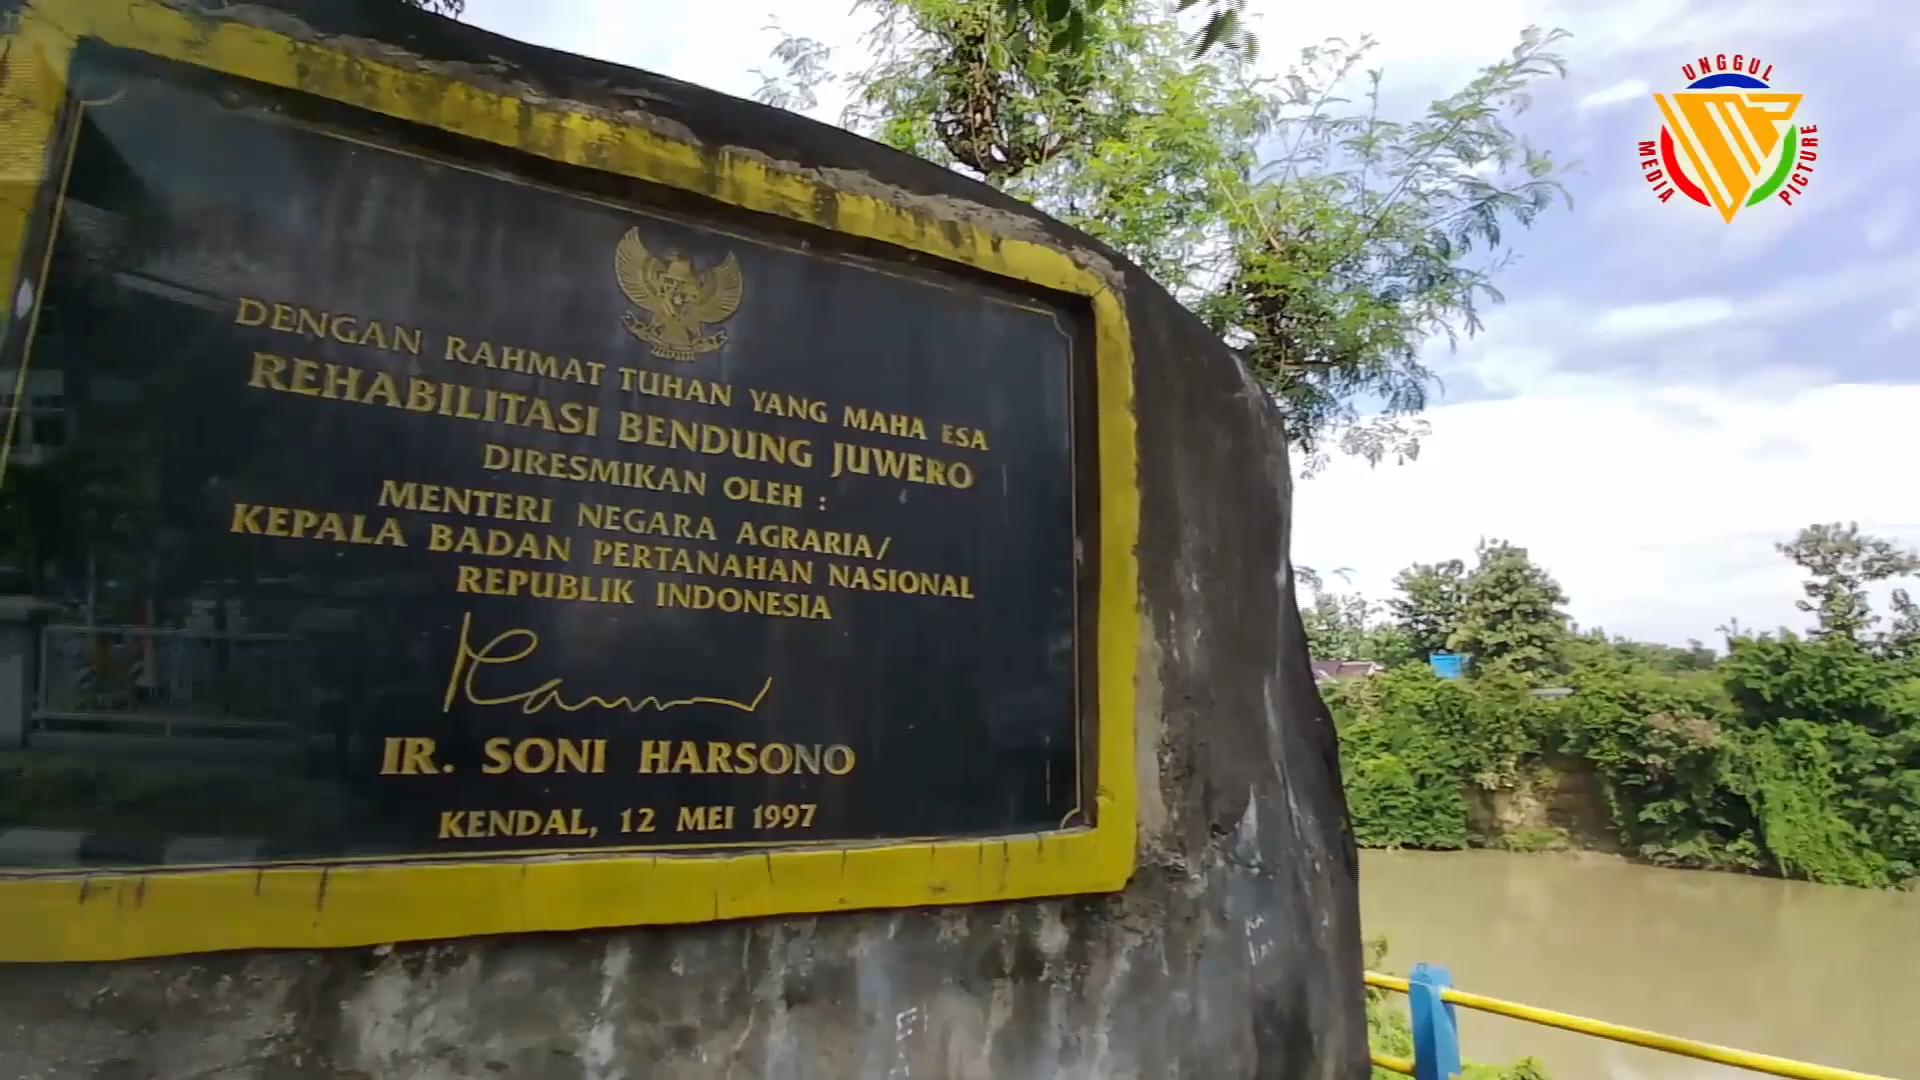 DENGAN RAHMAT TUHAN YANG MAHA ESA
REHABILITASI BENDUNG JUWERO
DIRESMIKAN OLEH :
MENTERI NEGARA AGRARIA/
KEPALA BADAN PERTANAHAN NASIONAL
REPUBLIK INDONESIA
IR. SONI HARSONO
KENDAL, 12 MEI 1997
UNGGUL
MEDIA
PICTURE